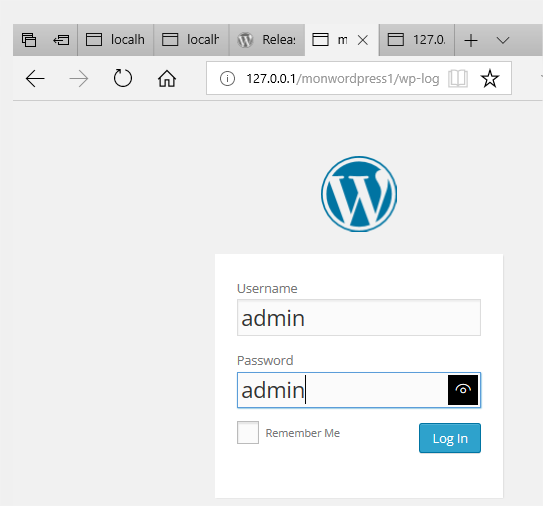 localh
localh
Releas
m
127.0.
127.0.0.1/monwordpress1/wp-log
Username
admin
Password
admin
Remember Me
Log In